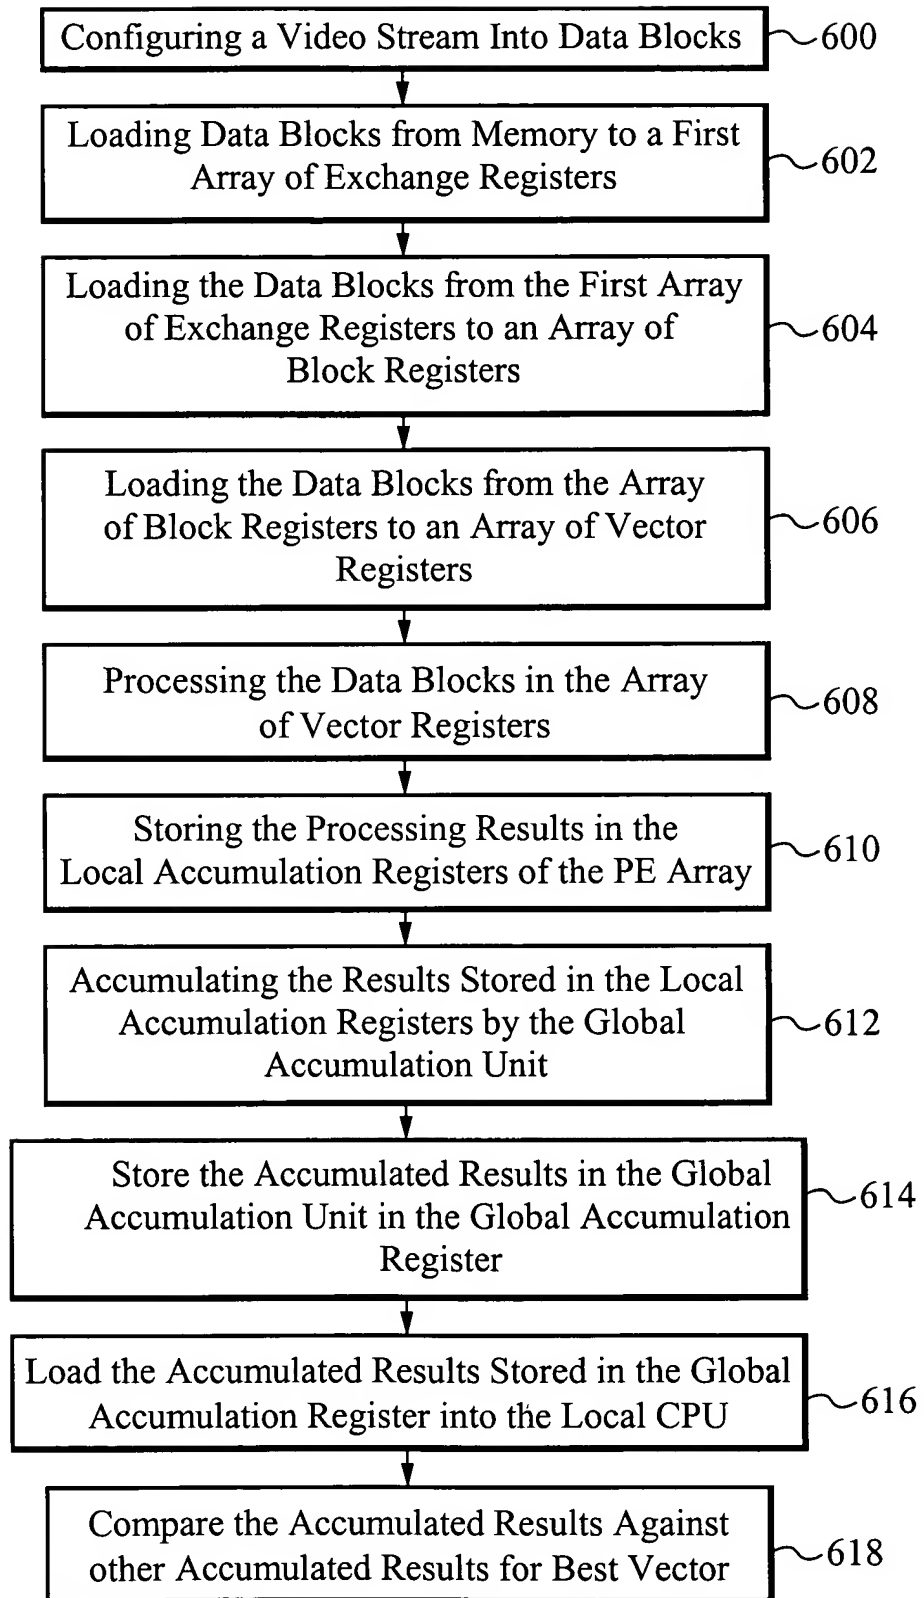 Configuring a Video Stream Into Data Blocks
600
Loading Data Blocks from Memory to a First
Array of Exchange Registers
602
Loading the Data Blocks from the First Array
of Exchange Registers to an Array of
Block Registers
604
Loading the Data Blocks from the Array
of Block Registers to an Array of Vector
Registers
606
Processing the Data Blocks in the Array
of Vector Registers
608
Storing the Processing Results in the
Local Accumulation Registers of the PE Array
610
Accumulating the Results Stored in the Local
Accumulation Registers by the Global
Accumulation Unit
612
Store the Accumulated Results in the Global
Accumulation Unit in the Global Accumulation
Register
614
Load the Accumulated Results Stored in the Global
Accumulation Register into the Local CPU
616
Compare the Accumulated Results Against
other Accumulated Results for Best Vector
618